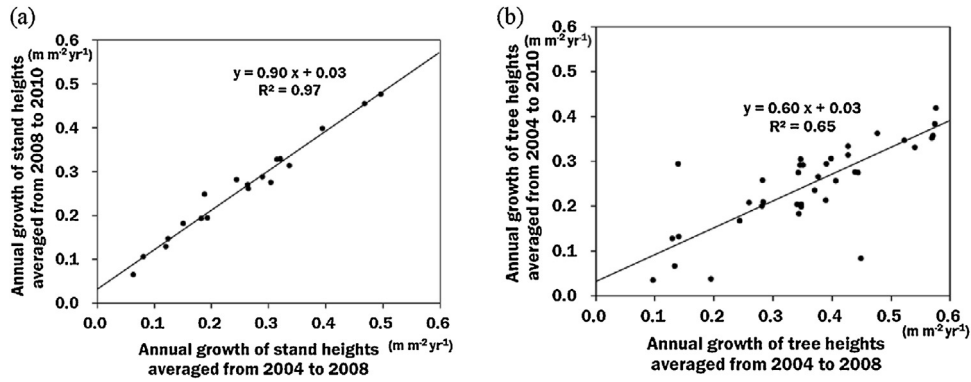 (a)
Annual growth of stand heights
averaged from 2008 to 2010
(m m-2 yr-1)
0.6
0.5
0.4
0.3
0.2
0.1
0.0
y = 0.90 x + 0.03
R² = 0.97
0.0 0.1 0.2 0.3 0.4 0.5 0.6
Annual growth of stand heights (m m-2 yr-1)
averaged from 2004 to 2008
(b)
Annual growth of tree heights
averaged from 2004 to 2010
(m m-2 yr-1)
0.6
0.5
0.4
0.3
0.2
0.1
0.0
y = 0.60 x + 0.03
R² = 0.65
0.0 0.1 0.2 0.3 0.4 0.5 0.6
(m m-2 yr-1)
Annual growth of tree heights
averaged from 2004 to 2008